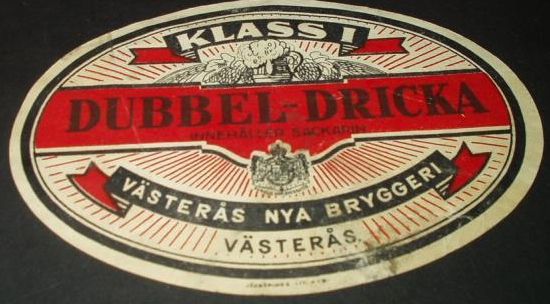 KLASS I
DUBBEL-DRICKA
INNEHÅLLER SACKARIN
VÄSTERÅS NYA BRYGGERI
VÄSTERÅS